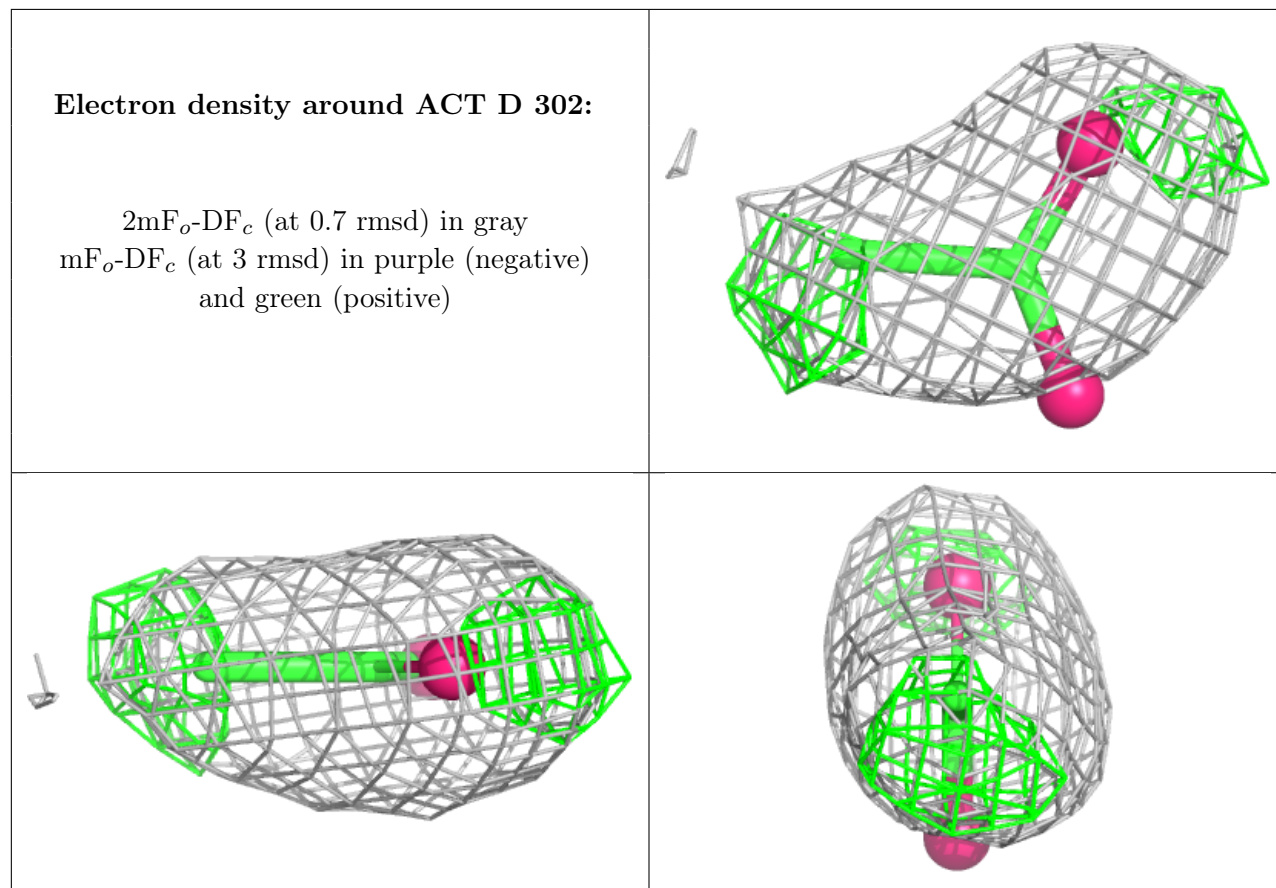 Electron density around ACT D 302:
2mFo-DFc (at 0.7 rmsd) in gray
mFo-DFc (at 3 rmsd) in purple (negative)
and green (positive)